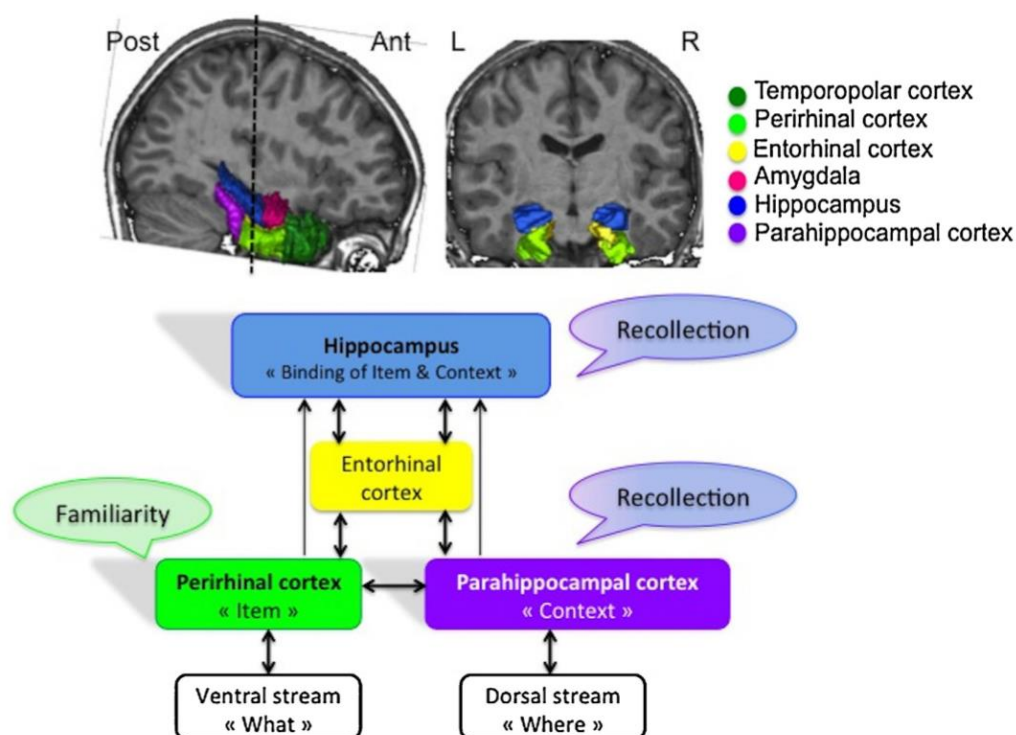 Post
Ant
L
R
Temporopolar cortex
Perirhinal cortex
Entorhinal cortex
Amygdala
Hippocampus
Parahippocampal cortex
Hippocampus
« Binding of Item & Context »
Recollection
Entorhinal
cortex
Familiarity
Recollection
Perirhinal cortex
« Item »
Parahippocampal cortex
« Context »
Ventral stream
« What »
Dorsal stream
« Where »